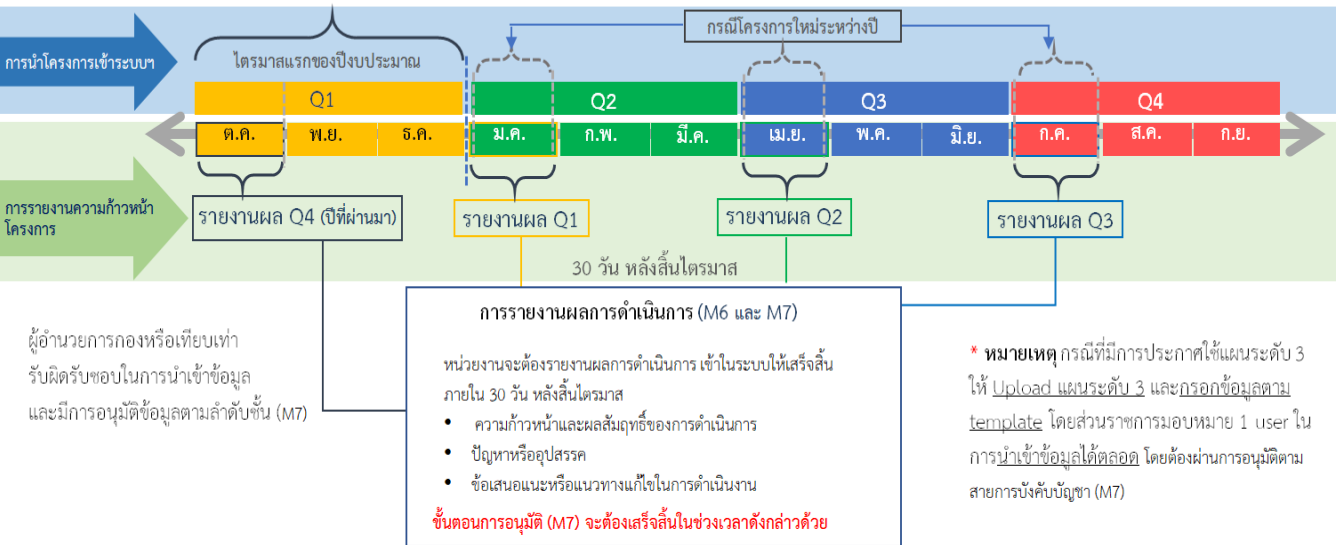 กรณีโครงการใหม่ระหว่างปี
การนำโครงการเข้าระบบฯ
ไตรมาสแรกของปีงบประมาณ
Q1 Q2 Q3 Q4
ต.ค. พ.ย. ธ.ค. ม.ค. ก.พ. มี.ค. เม.ย. พ.ค. มิ.ย. ก.ค. ส.ค. ก.ย.
การรายงานความก้าวหน้า
โครงการ
รายงานผล Q4 (ปีที่ผ่านมา)
รายงานผล Q1
รายงานผล Q2
รายงานผล Q3
30 วัน หลังสิ้นไตรมาส
ผู้อำนวยการกองหรือเทียบเท่า
รับผิดรับชอบในการนำเข้าข้อมูล
และมีการอนุมัติข้อมูลตามลำดับชั้น (M7)
การรายงานผลการดำเนินการ (M6 และ M7)
หน่วยงานจะต้องรายงานผลการดำเนินการ เข้าในระบบให้เสร็จสิ้น
ภายใน 30 วัน หลังสิ้นไตรมาส
• ความก้าวหน้าและผลสัมฤทธิ์ของการดำเนินการ
• ปัญหาหรืออุปสรรค
• ข้อเสนอแนะหรือแนวทางแก้ไขในการดำเนินงาน
ขั้นตอนการอนุมัติ (M7) จะต้องเสร็จสิ้นในช่วงเวลาดังกล่าวด้วย
* หมายเหตุ กรณีที่มีการประกาศใช้แผนระดับ 3
ให้ Upload แผนระดับ 3 และกรอกข้อมูลตาม
template โดยส่วนราชการมอบหมาย 1 user ใน
การนำเข้าข้อมูลได้ตลอด โดยต้องผ่านการอนุมัติตาม
สายการบังคับบัญชา (M7)